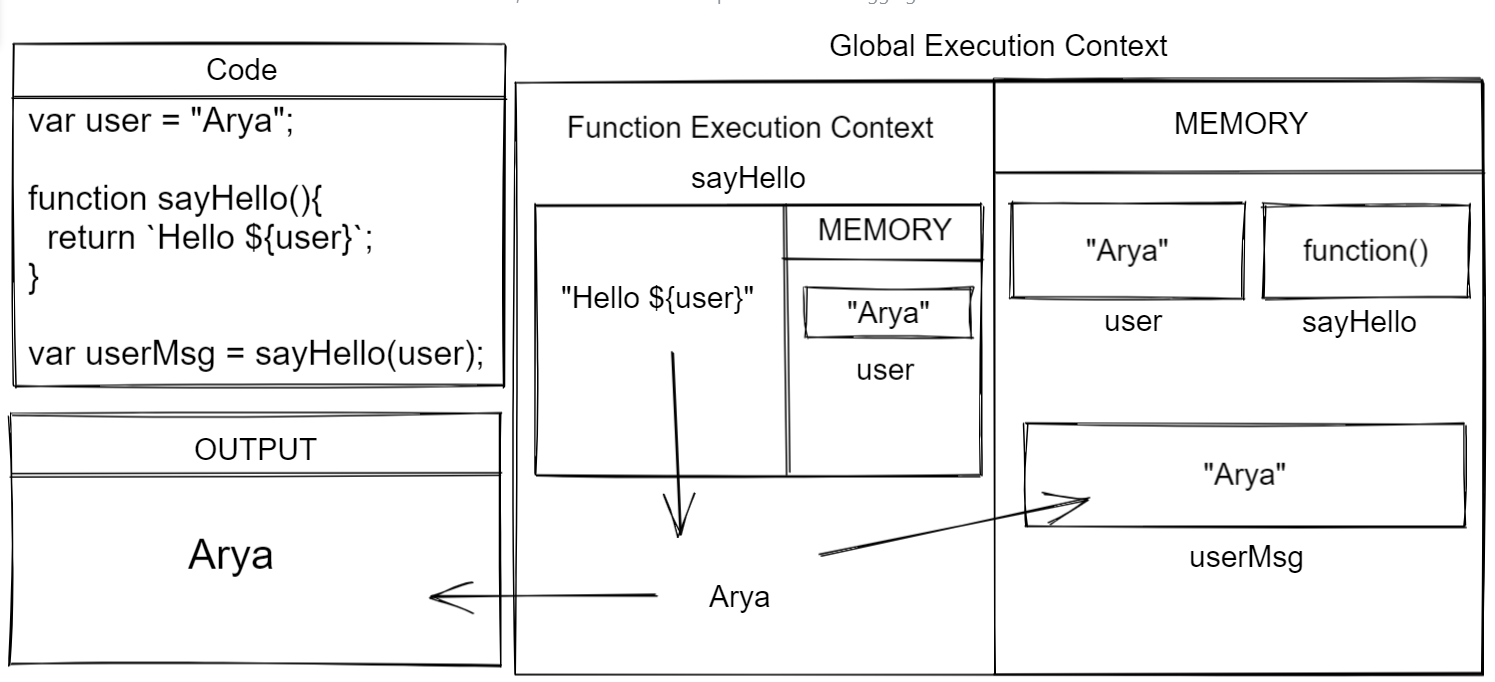 Global Execution Context
Code
var user = "Arya";
function sayHello(){
return `Hello ${user}`;
}
var userMsg = sayHello(user);
OUTPUT
Arya
Function Execution Context
sayHello
"Hello ${user}"
MEMORY
"Arya"
user
Arya
MEMORY
"Arya"
user
function()
sayHello
"Arya"
userMsg